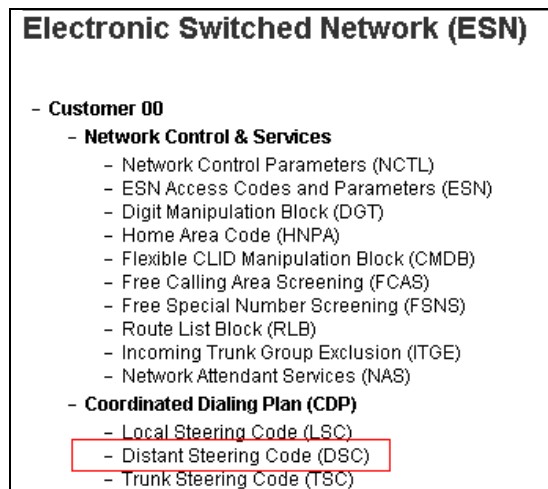 Electronic Switched Network (ESN)
– Customer 00
– Network Control & Services
– Network Control Parameters (NCTL)
– ESN Access Codes and Parameters (ESN)
– Digit Manipulation Block (DGT)
– Home Area Code (HNPA)
– Flexible CLID Manipulation Block (CMDB)
– Free Calling Area Screening (FCAS)
– Free Special Number Screening (FSNS)
– Route List Block (RLB)
– Incoming Trunk Group Exclusion (ITGE)
– Network Attendant Services (NAS)
– Coordinated Dialing Plan (CDP)
– Local Steering Code (LSC)
– Distant Steering Code (DSC)
– Trunk Steering Code (TSC)